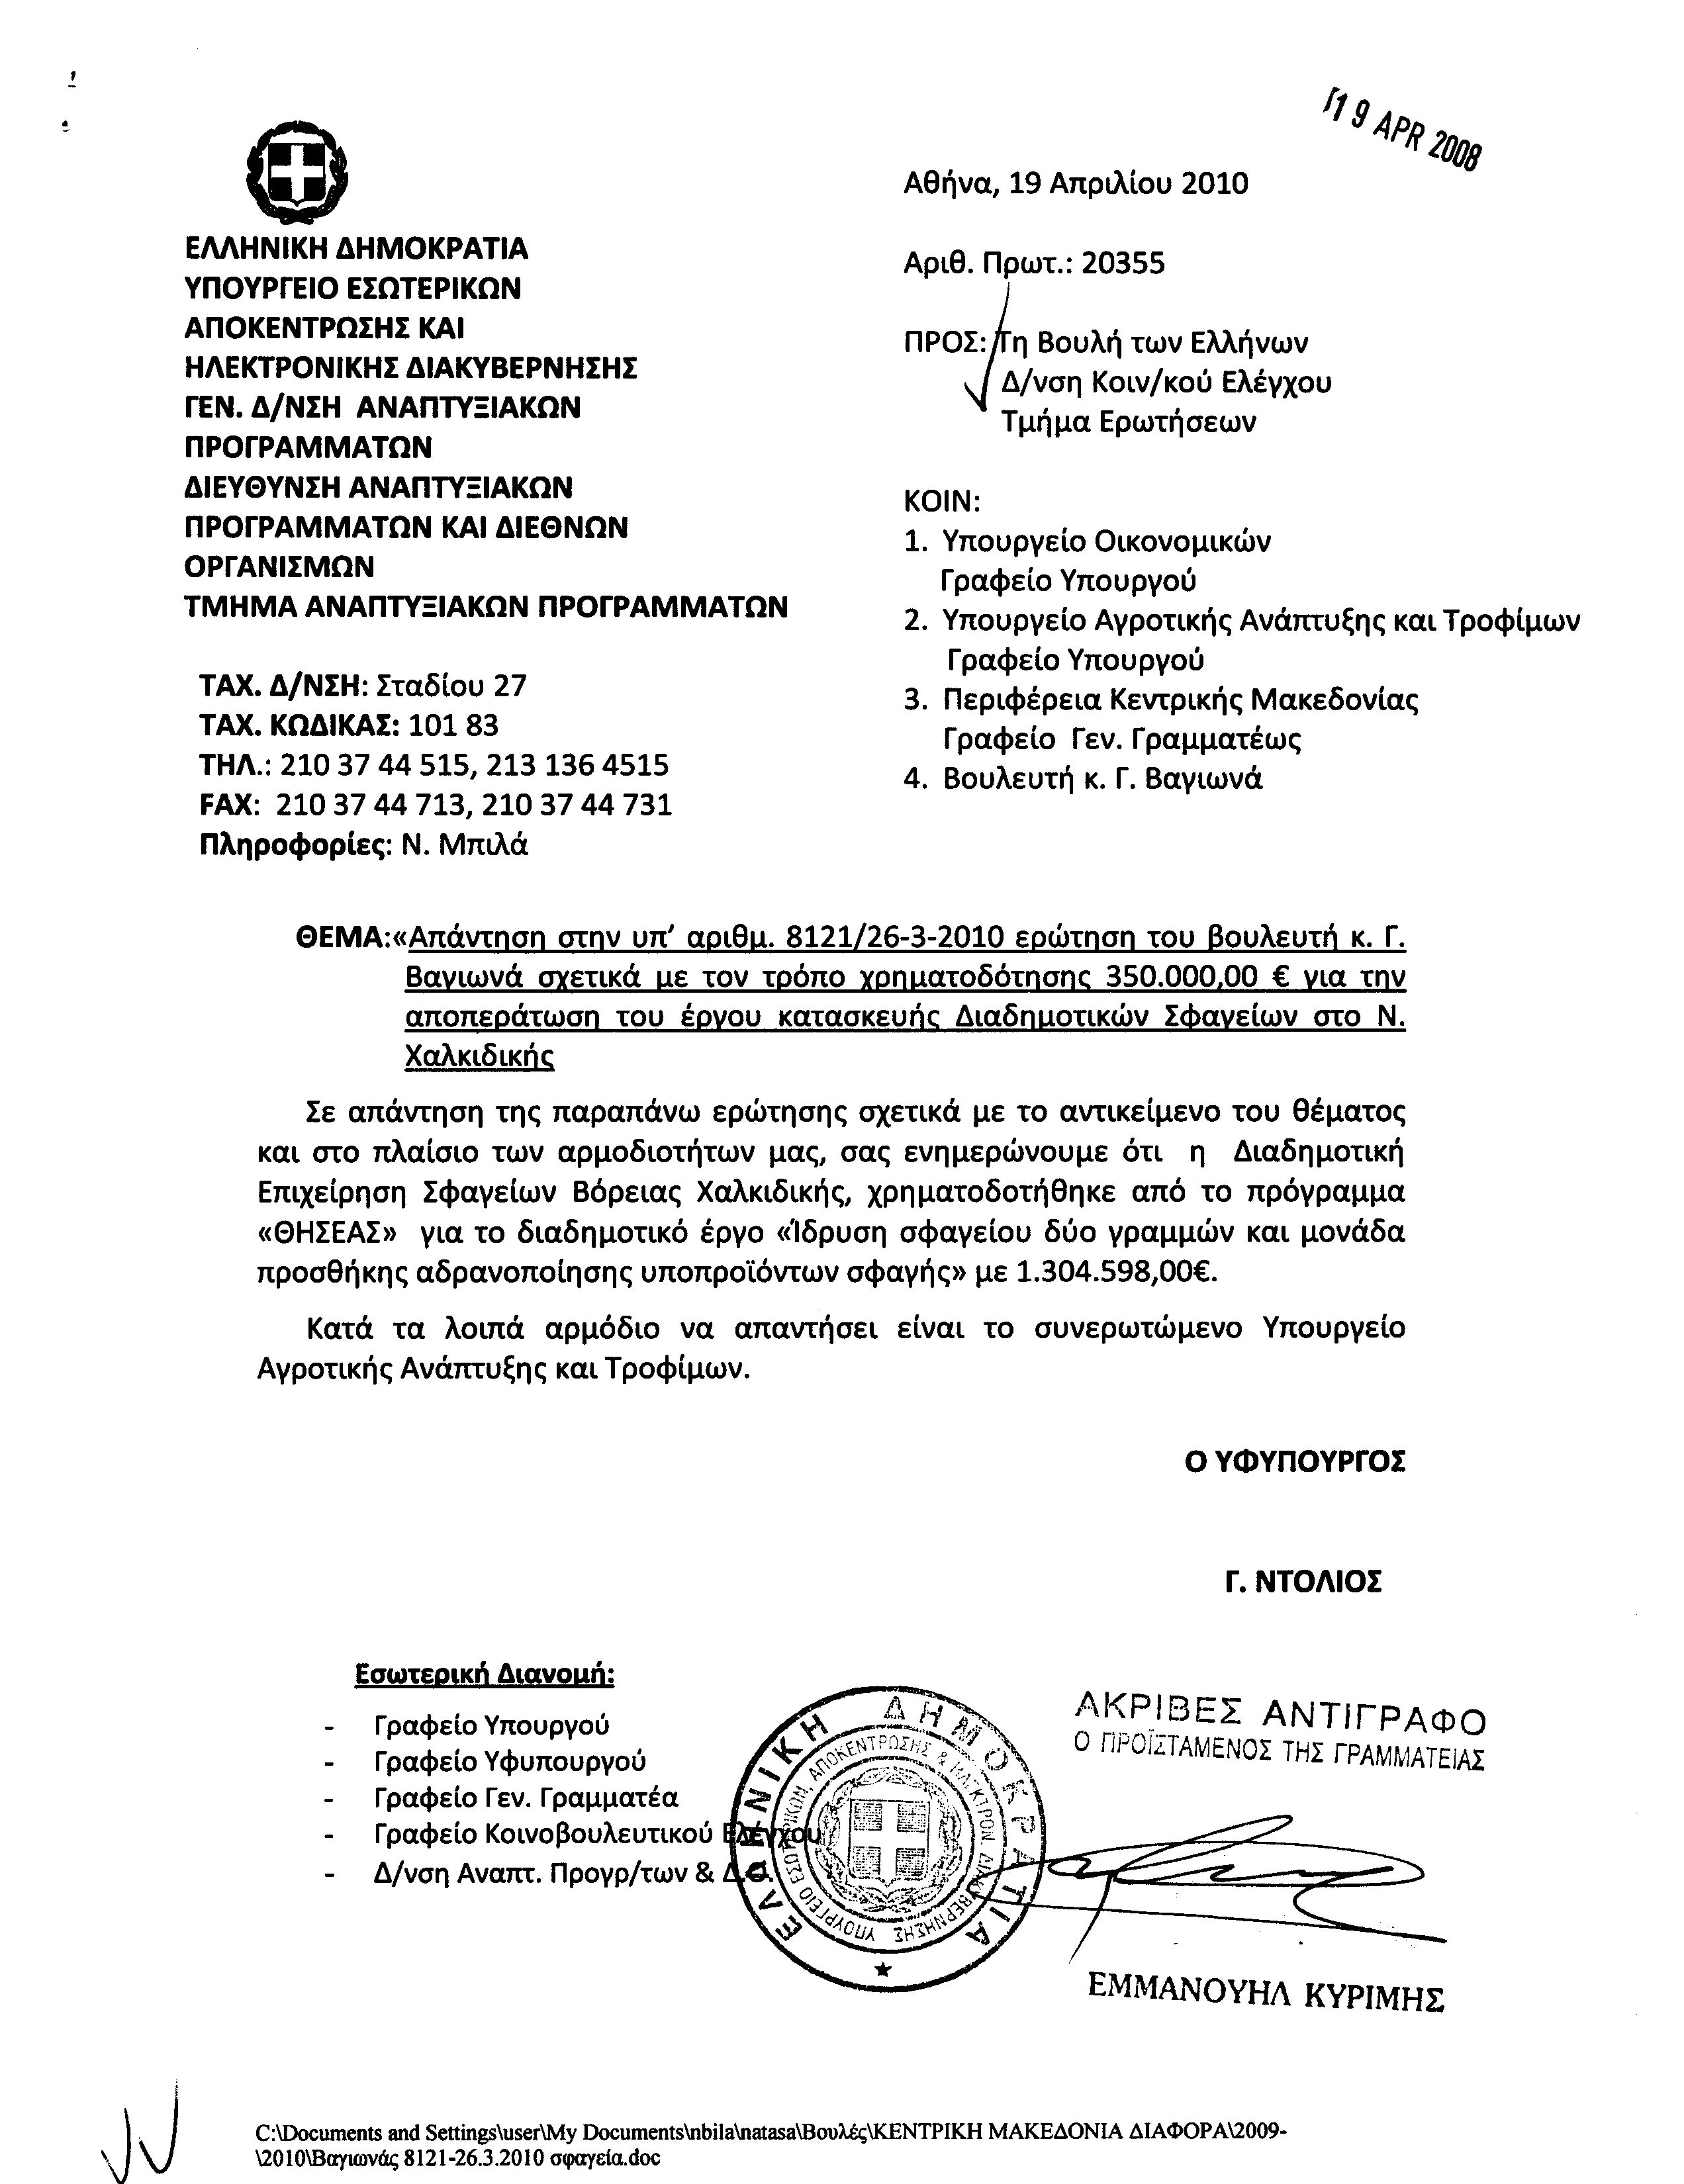 19 APR 2008
Αθήνα, 19 Απριλίου 2010
ΕΛΛΗΝΙΚΗ ΔΗΜΟΚΡΑΤΙΑ
ΥΠΟΥΡΓΕΙΟ ΕΣΩΤΕΡΙΚΩΝ
ΑΠΟΚΕΝΤΡΩΣΗΣ ΚΑΙ
ΗΛΕΚΤΡΟΝΙΚΗΣ ΔΙΑΚΥΒΕΡΝΗΣΗΣ
ΓΕΝ. Δ/ΝΣΗ ΑΝΑΠΤΥΞΙΑΚΩΝ
ΠΡΟΓΡΑΜΜΑΤΩΝ
ΔΙΕΥΘΥΝΣΗ ΑΝΑΠΤΥΞΙΑΚΩΝ
ΠΡΟΓΡΑΜΜΑΤΩΝ ΚΑΙ ΔΙΕΘΝΩΝ
ΟΡΓΑΝΙΣΜΩΝ
ΤΜΗΜΑ ΑΝΑΠΤΥΞΙΑΚΩΝ ΠΡΟΓΡΑΜΜΑΤΩΝ
ΤΑΧ. Δ/ΝΣΗ: Σταδίου 27
ΤΑΧ. ΚΩΔΙΚΑΣ: 101 83
ΤΗΛ.: 210 37 44 515, 213 136 4515
FAX: 210 37 44 713, 210 37 44 731
Πληροφορίες: Ν. Μπιλά
Αριθ. Πρωτ.: 20355
ΠΡΟΣ: Τη Βουλή των Ελλήνων
Δ/νση Κοιν/κού Ελέγχου
Τμήμα Ερωτήσεων
ΚΟΙΝ:
1. Υπουργείο Οικονομικών
Γραφείο Υπουργού
2. Υπουργείο Αγροτικής Ανάπτυξης και Τροφίμων
Γραφείο Υπουργού
3. Περιφέρεια Κεντρικής Μακεδονίας
Γραφείο Γεν. Γραμματέως
4. Βουλευτή κ. Γ. Βαγιωνά
ΘΕΜΑ:«Απάντηση στην υπ’ αριθμ. 8121/26-3-2010 ερώτηση του βουλευτή κ. Γ.
Βαγιωνά σχετικά με τον τρόπο χρηματοδότησης 350.000,00 € για την
αποπεράτωση του έργου κατασκευής Διαδημοτικών Σφαγείων στο Ν.
Χαλκιδικής
Σε απάντηση της παραπάνω ερώτησης σχετικά με το αντικείμενο του θέματος
και στο πλαίσιο των αρμοδιοτήτων μας, σας ενημερώνουμε ότι η Διαδημοτική
Επιχείρηση Σφαγείων Βόρειας Χαλκιδικής, χρηματοδοτήθηκε από το πρόγραμμα
«ΘΗΣΕΑΣ» για το διαδημοτικό έργο «Ίδρυση σφαγείου δύο γραμμών και μονάδα
προσθήκης αδρανοποίησης υποπροϊόντων σφαγής» με 1.304.598,00€.
Κατά τα λοιπά αρμόδιο να απαντήσει είναι το συνερωτώμενο Υπουργείο
Αγροτικής Ανάπτυξης και Τροφίμων.
Ο ΥΦΥΠΟΥΡΓΟΣ
Γ. ΝΤΟΛΙΟΣ
Εσωτερική Διανομή:
- Γραφείο Υπουργού
- Γραφείο Υφυπουργού
- Γραφείο Γεν. Γραμματέα
- Γραφείο Κοινοβουλευτικού Ελέγχου
- Δ/νση Αναπτ. Προγρ/των & Δ.Ο.
ΕΛΛΗΝΙΚΗ ΔΗΜΟΚΡΑΤΙΑ
ΥΠΟΥΡΓΕΙΟ ΕΣΩΤΕΡΙΚΩΝ, ΑΠΟΚΕΝΤΡΩΣΗΣ & ΗΛΕΚΤΡΟΝ. ΔΙΑΚΥΒΕΡΝΗΣΗΣ
ΑΚΡΙΒΕΣ ΑΝΤΙΓΡΑΦΟ
Ο ΠΡΟΪΣΤΑΜΕΝΟΣ ΤΗΣ ΓΡΑΜΜΑΤΕΙΑΣ
ΕΜΜΑΝΟΥΗΛ ΚΥΡΙΜΗΣ
C:\Documents and Settings\user\My Documents\nbila\natasa\Βουλές\ΚΕΝΤΡΙΚΗ ΜΑΚΕΔΟΝΙΑ ΔΙΑΦΟΡΑ\2009-
\2010\Βαγιωνάς 8121-26.3.2010 σφαγεία.doc